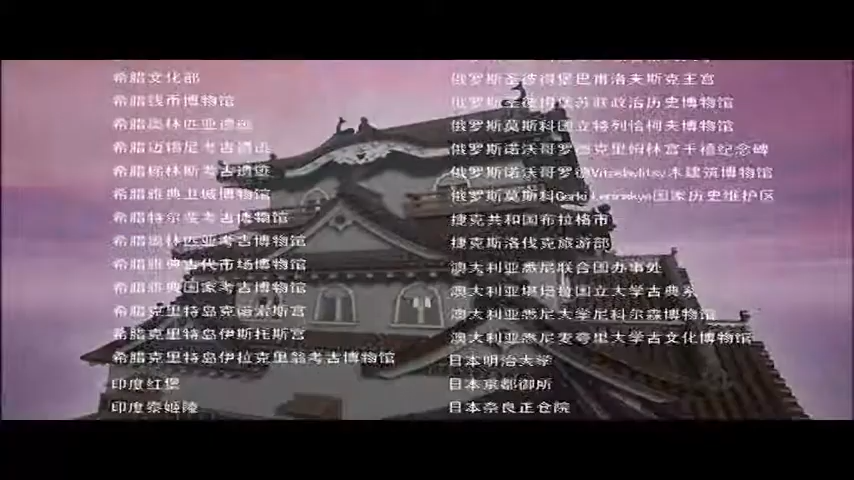 希腊文化部
希腊钱币博物馆
希腊奥林匹亚遗迹
希腊迈锡尼考古遗迹
希腊梯林斯考古遗迹
希腊雅典卫城博物馆
希腊特尔斐考古博物馆
希腊奥林匹亚考古博物馆
希腊雅典古代市场博物馆
希腊雅典国家考古博物馆
希腊克里特岛克诺索斯宫
希腊克里特岛伊斯托斯宫
希腊克里特岛伊拉克里翁考古博物馆
印度红堡
印度泰姬陵
俄罗斯圣彼得堡巴甫洛夫斯克王宫
俄罗斯圣彼得堡苏联政治历史博物馆
俄罗斯莫斯科国立特列恰柯夫博物馆
俄罗斯诺沃哥罗德克里姆林宫千禧纪念碑
俄罗斯诺沃哥罗德Vitoslavlitsy木建筑博物馆
俄罗斯莫斯科Gorki Leninskye国家历史维护区
捷克共和国布拉格市
捷克斯洛伐克旅游部
澳大利亚悉尼联合国办事处
澳大利亚堪培拉国立大学古典系
澳大利亚悉尼大学尼科尔森博物馆
澳大利亚悉尼麦夸里大学古文化博物馆
日本明治大学
日本京都御所
日本奈良正仓院